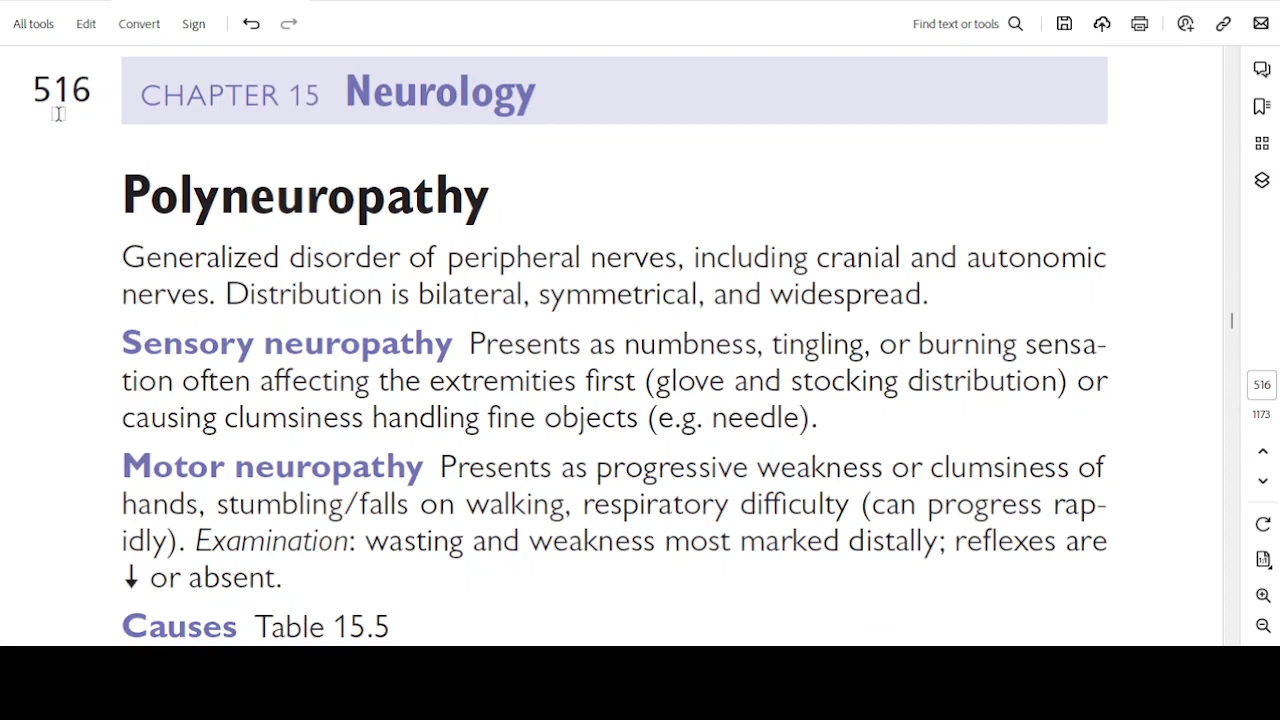 All tools Edit Convert Sign Find text or tools
516 CHAPTER 15 Neurology
Polyneuropathy
Generalized disorder of peripheral nerves, including cranial and autonomic
nerves. Distribution is bilateral, symmetrical, and widespread.
Sensory neuropathy Presents as numbness, tingling, or burning sensa-
tion often affecting the extremities first (glove and stocking distribution) or
causing clumsiness handling fine objects (e.g. needle).
Motor neuropathy Presents as progressive weakness or clumsiness of
hands, stumbling/falls on walking, respiratory difficulty (can progress rap-
idly). Examination: wasting and weakness most marked distally; reflexes are
↓ or absent.
Causes Table 15.5
516
1173